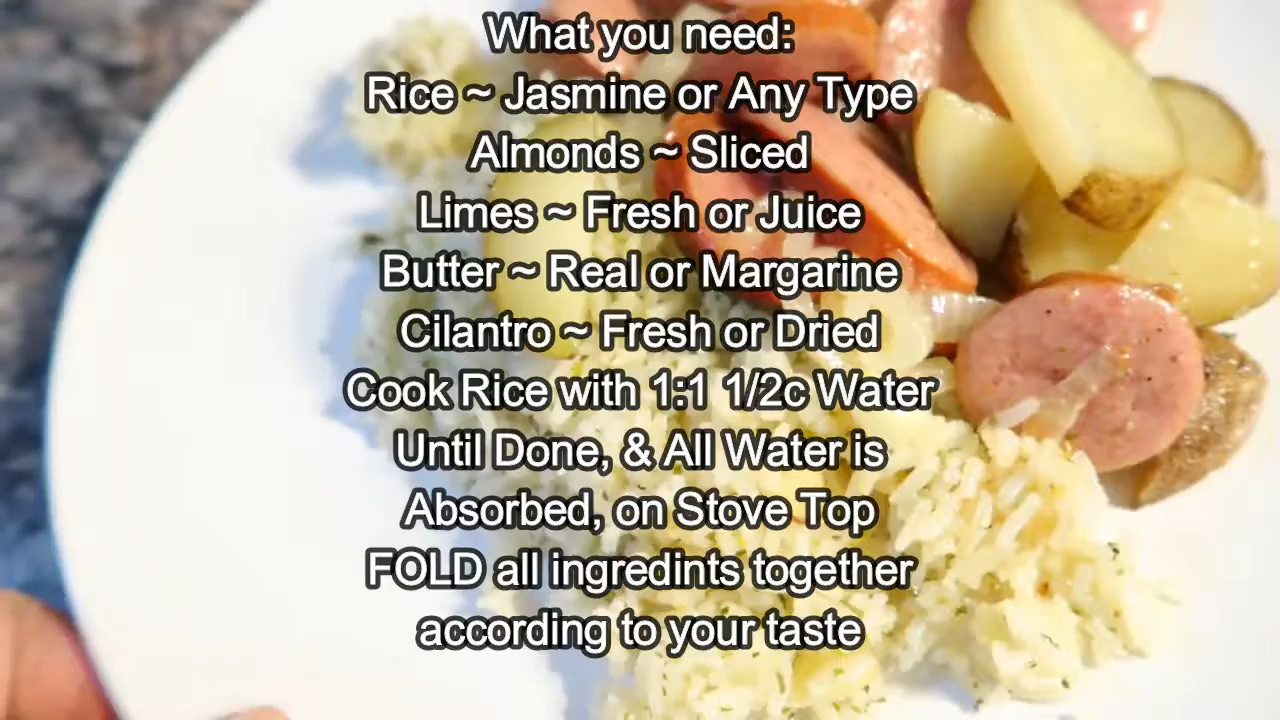 What you need:
Rice ~ Jasmine or Any Type
Almonds ~ Sliced
Limes ~ Fresh or Juice
Butter ~ Real or Margarine
Cilantro ~ Fresh or Dried
Cook Rice with 1:1 1/2c Water
Until Done, & All Water is
Absorbed, on Stove Top
FOLD all ingredints together
according to your taste